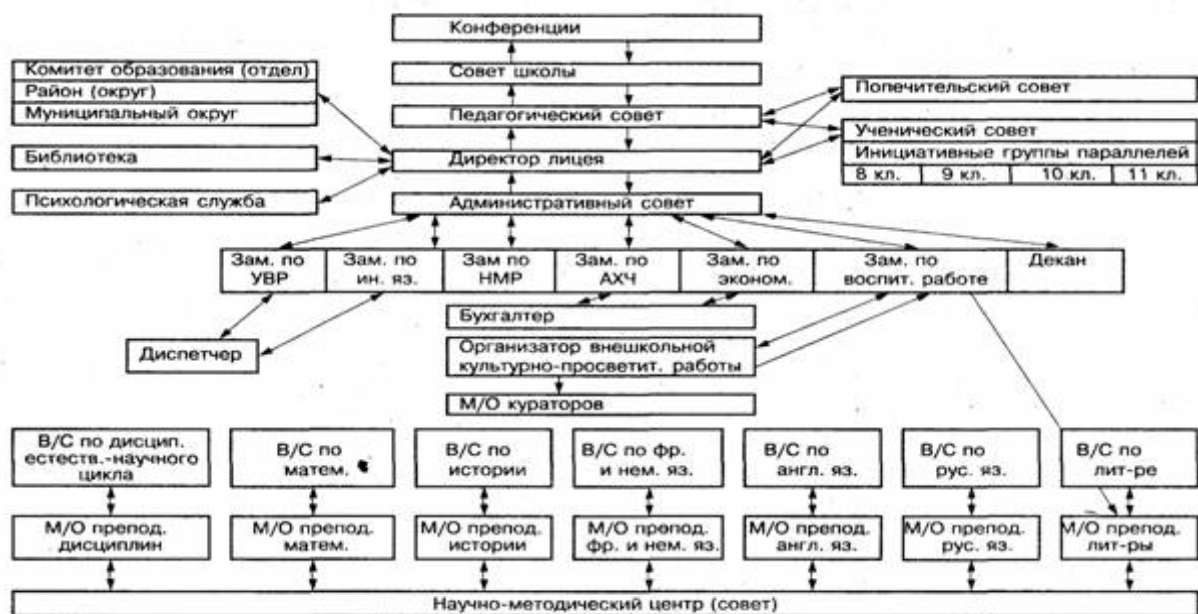 Конференции
Комитет образования (отдел)
Район (округ)
Муниципальный округ
Совет школы
Попечительский совет
Педагогический совет
Ученический совет
Инициативные группы параллелей
8 кл. 9 кл. 10 кл. 11 кл.
Библиотека
Директор лицея
Психологическая служба
Административный совет
Зам. по
УВР
Зам. по
ин. яз.
Зам по
НМР
Зам. по
АХЧ
Зам. по
эконом.
Зам. по
воспит. работе
Декан
Бухгалтер
Диспетчер
Организатор внешкольной
культурно-просветит. работы
М/О кураторов
В/С по дисцип.
естеств.-научного
цикла
В/С по
матем.
В/С по
истории
В/С по фр.
и нем. яз.
В/С по
англ. яз.
В/С по
рус. яз.
В/С по
лит-ре
М/О препод.
дисциплин
М/О препод.
матем.
М/О препод.
истории
М/О препод.
фр. и нем. яз.
М/О препод.
англ. яз.
М/О препод.
рус. яз.
М/О препод.
лит-ры
Научно-методический центр (совет)